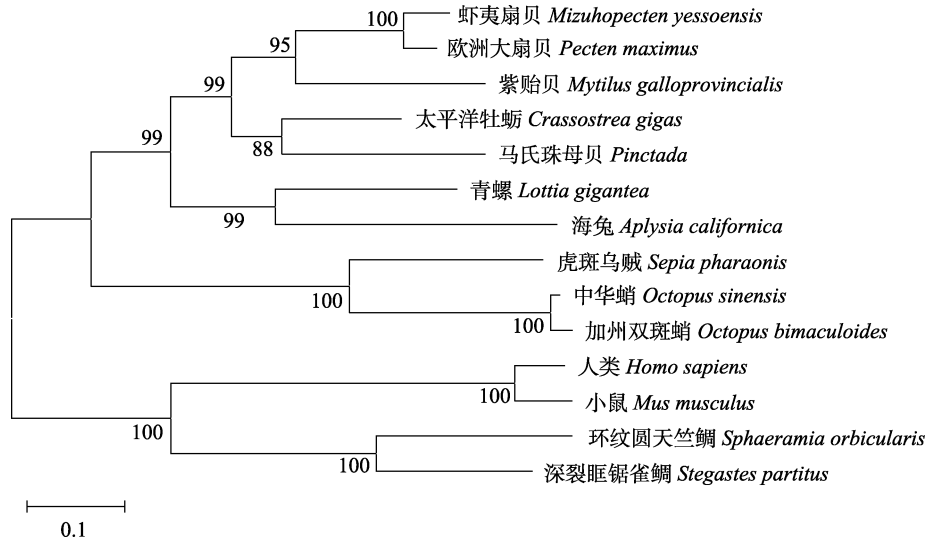 100
虾夷扇贝 Mizuhopecten yessoensis
95
欧洲大扇贝 Pecten maximus
99
紫贻贝 Mytilus galloprovincialis
太平洋牡蛎 Crassostrea gigas
99
88
马氏珠母贝 Pinctada
青螺 Lottia gigantea
99
海兔 Aplysia californica
虎斑乌贼 Sepia pharaonis
100
中华蛸 Octopus sinensis
100
加州双斑蛸 Octopus bimaculoides
人类 Homo sapiens
100
小鼠 Mus musculus
100
环纹圆天竺鲷 Sphaeramia orbicularis
100
深裂眶锯雀鲷 Stegastes partitus
0.1